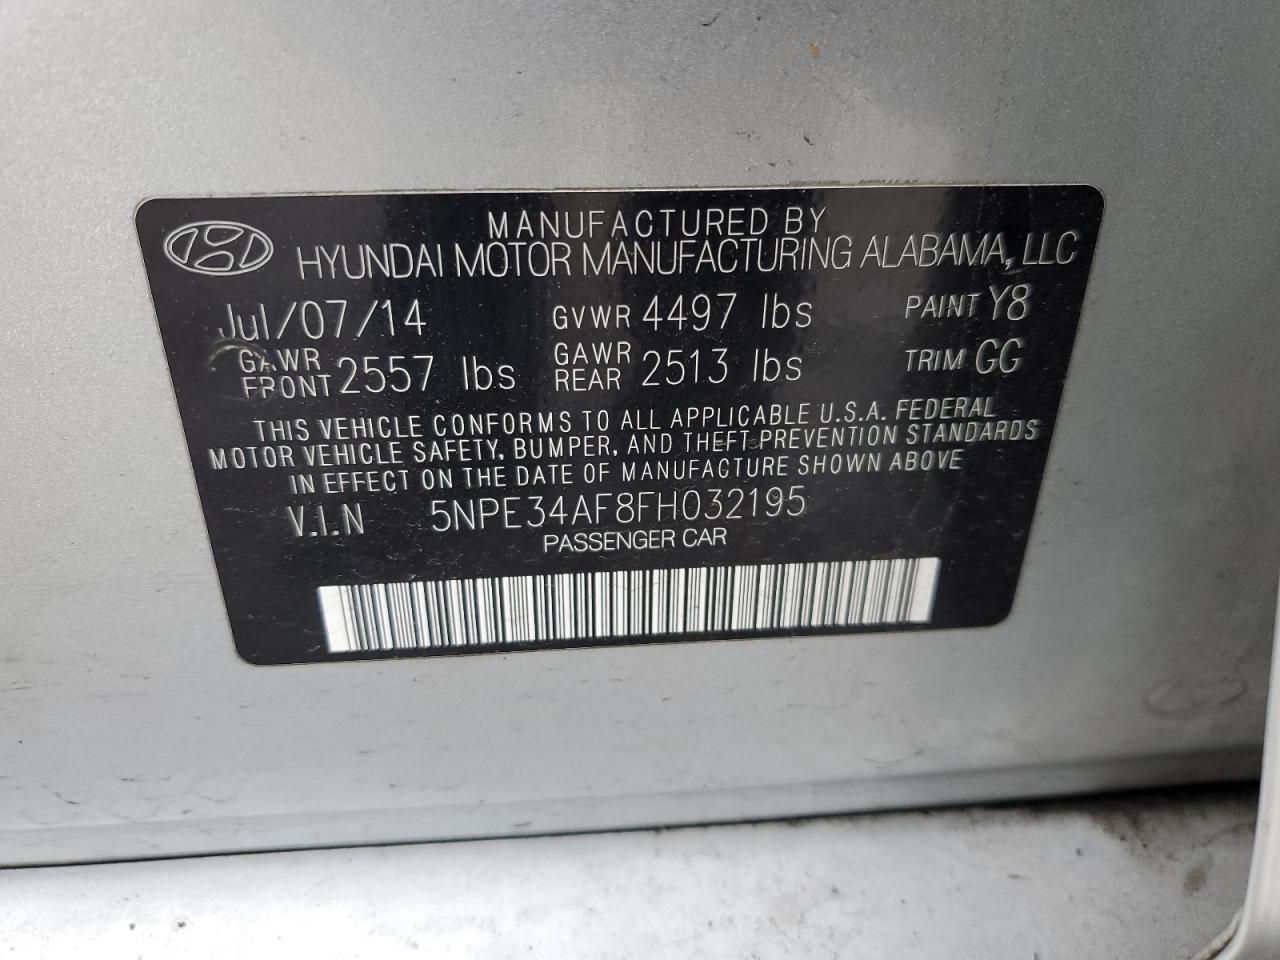 MANUFACTURED BY
HYUNDAI MOTOR MANUFACTURING ALABAMA, LLC
Jul/07/14 GVWR 4497 lbs PAINT Y8
GAWR FRONT 2557 lbs GAWR REAR 2513 lbs TRIM GG
THIS VEHICLE CONFORMS TO ALL APPLICABLE U.S.A. FEDERAL
MOTOR VEHICLE SAFETY, BUMPER, AND THEFT PREVENTION STANDARDS
IN EFFECT ON THE DATE OF MANUFACTURE SHOWN ABOVE
V.I.N 5NPE34AF8FH032195
PASSENGER CAR